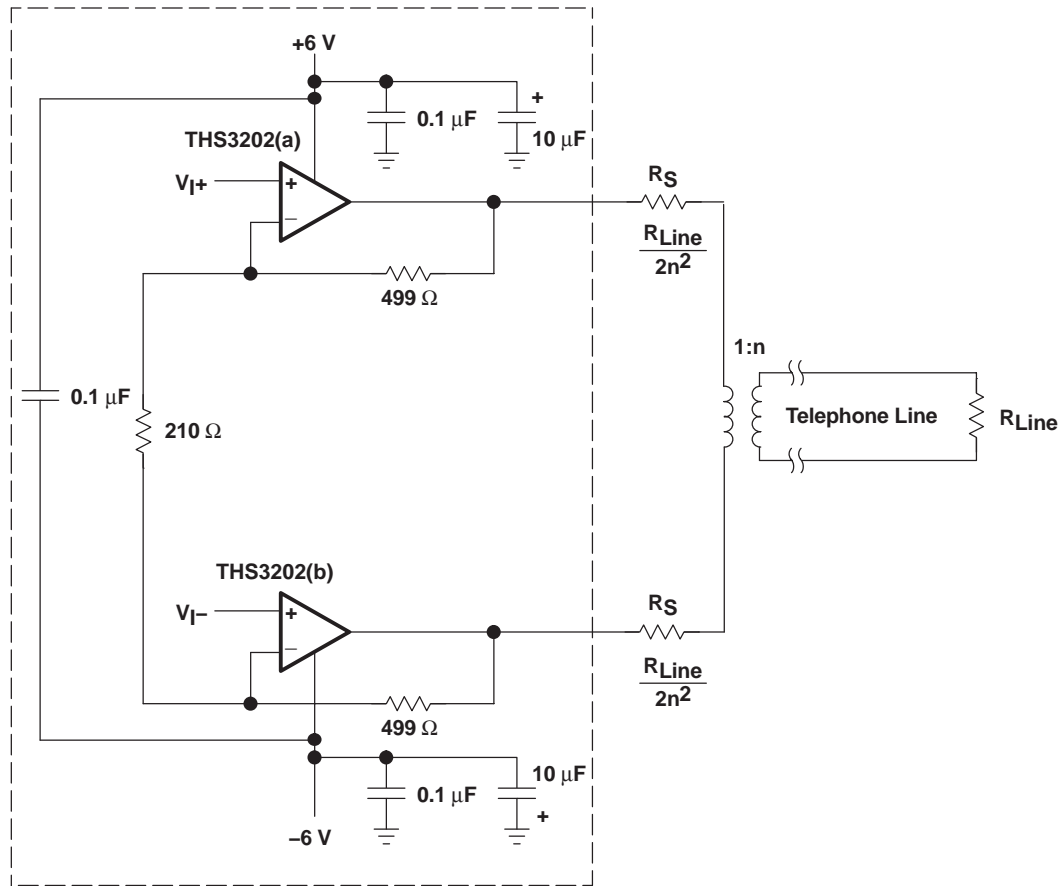 +6 V
+
0.1 μF
10 μF
THS3202(a)
VI+
+
−
499 Ω
RS
RLine
2n2
1:n
0.1 μF
210 Ω
Telephone Line
RLine
THS3202(b)
VI−
+
−
499 Ω
RS
RLine
2n2
0.1 μF
10 μF
+
−6 V